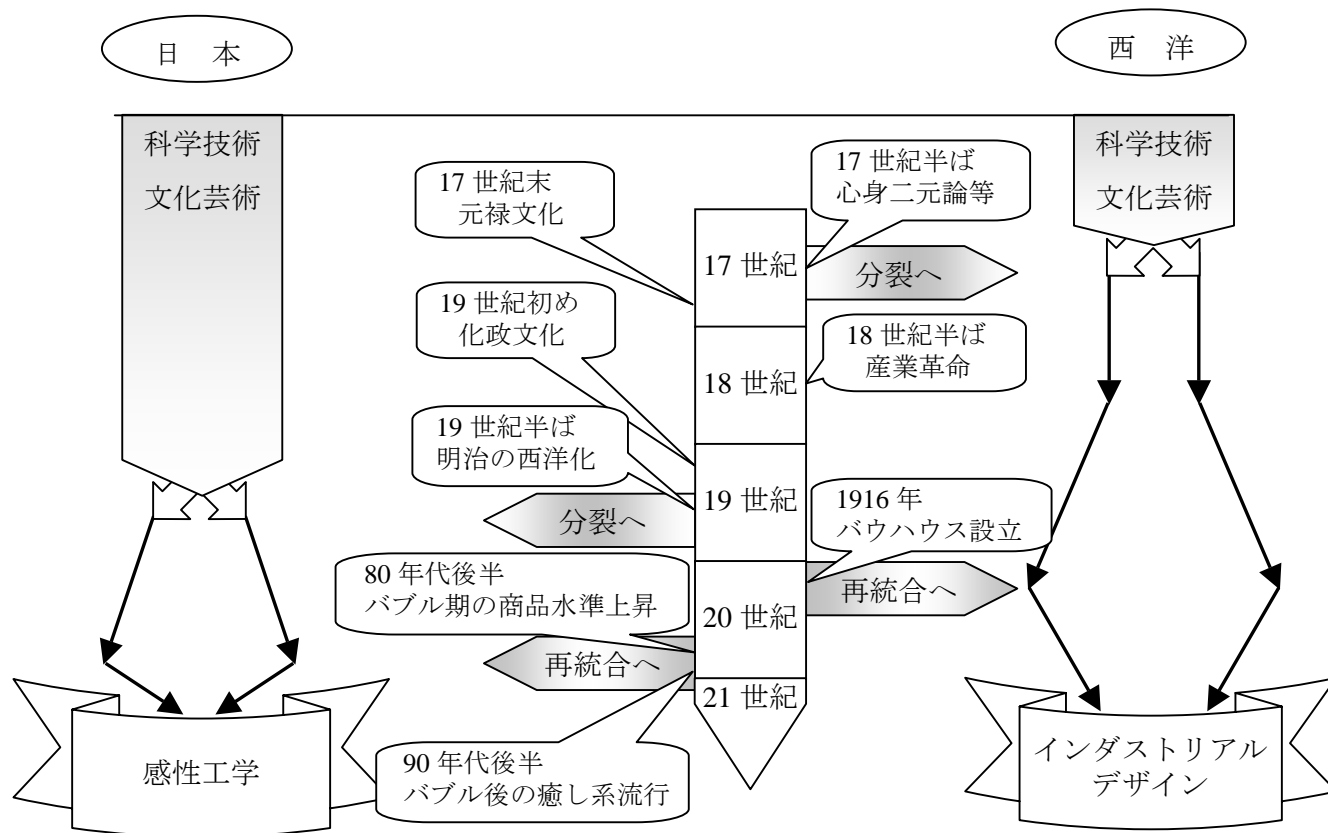 日 本
西 洋
科学技術
文化芸術
科学技術
文化芸術
17 世紀末
元禄文化
17 世紀半ば
心身二元論等
17 世紀
分裂へ
19 世紀初め
化政文化
18 世紀半ば
産業革命
18 世紀
19 世紀半ば
明治の西洋化
19 世紀
分裂へ
1916 年
バウハウス設立
80 年代後半
バブル期の商品水準上昇
20 世紀
再統合へ
再統合へ
21 世紀
感性工学
90 年代後半
バブル後の癒し系流行
インダストリアル
デザイン